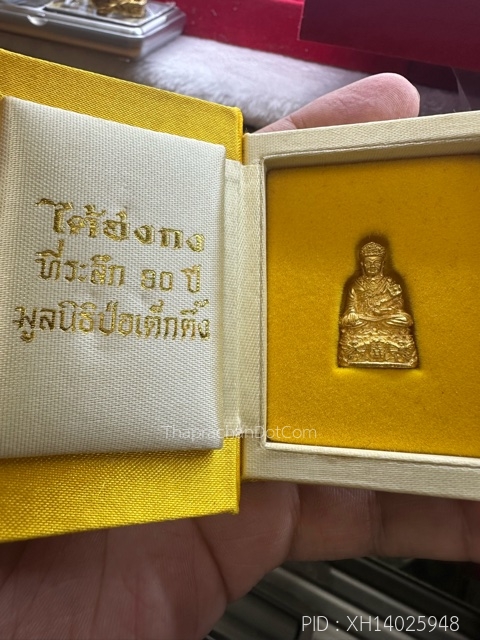 ไต้ฮงกง
ที่ระลึก ๘๐ ปี
มูลนิธิป่อเต็กตึ๊ง
ThaprachanDotCom
PID : XH14025948